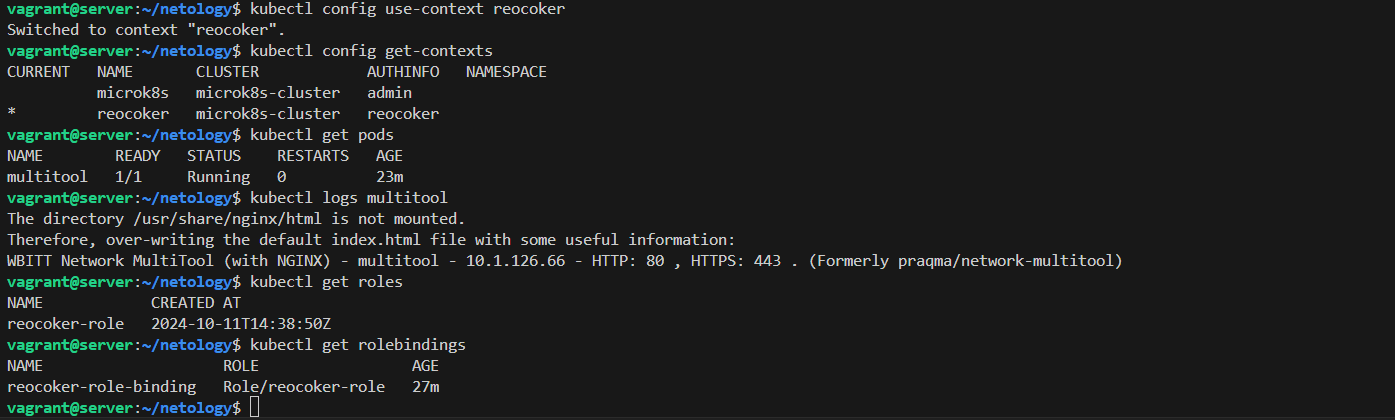 vagrant@server:~/netology$ kubectl config use-context reocoker
Switched to context "reocoker".
vagrant@server:~/netology$ kubectl config get-contexts
CURRENT   NAME       CLUSTER            AUTHINFO   NAMESPACE
          microk8s   microk8s-cluster   admin
*         reocoker   microk8s-cluster   reocoker
vagrant@server:~/netology$ kubectl get pods
NAME        READY   STATUS    RESTARTS   AGE
multitool   1/1     Running   0          23m
vagrant@server:~/netology$ kubectl logs multitool
The directory /usr/share/nginx/html is not mounted.
Therefore, over-writing the default index.html file with some useful information:
WBITT Network MultiTool (with NGINX) - multitool - 10.1.126.66 - HTTP: 80 , HTTPS: 443 . (Formerly praqma/network-multitool)
vagrant@server:~/netology$ kubectl get roles
NAME            CREATED AT
reocoker-role   2024-10-11T14:38:50Z
vagrant@server:~/netology$ kubectl get rolebindings
NAME                    ROLE                 AGE
reocoker-role-binding   Role/reocoker-role   27m
vagrant@server:~/netology$